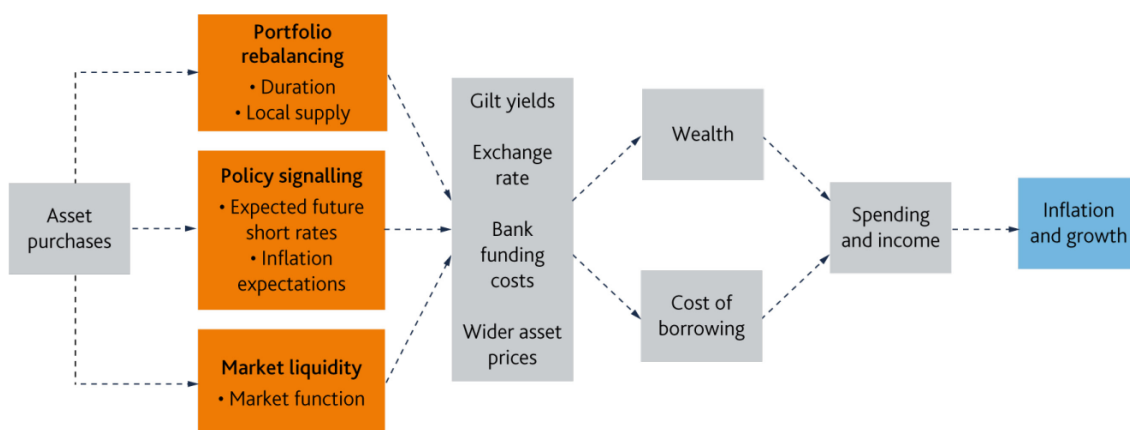 Asset
purchases
Portfolio
rebalancing
• Duration
• Local supply
Policy signalling
• Expected future
short rates
• Inflation
expectations
Market liquidity
• Market function
Gilt yields
Exchange
rate
Bank
funding
costs
Wider asset
prices
Wealth
Cost of
borrowing
Spending
and income
Inflation
and growth